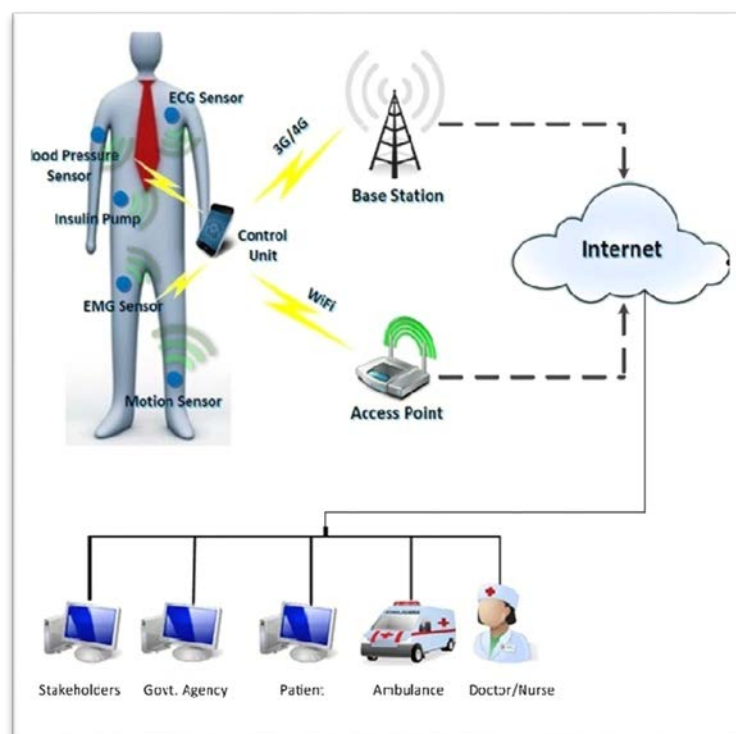 ECG Sensor
lood Pressure
Sensor
Insulin Pump
EMG Sensor
Motion Sensor
Control
Unit
3G/4G
WiFi
Base Station
Access Point
Internet
Stakeholders
Govt. Agency
Patient
Ambulance
Doctor/Nurse